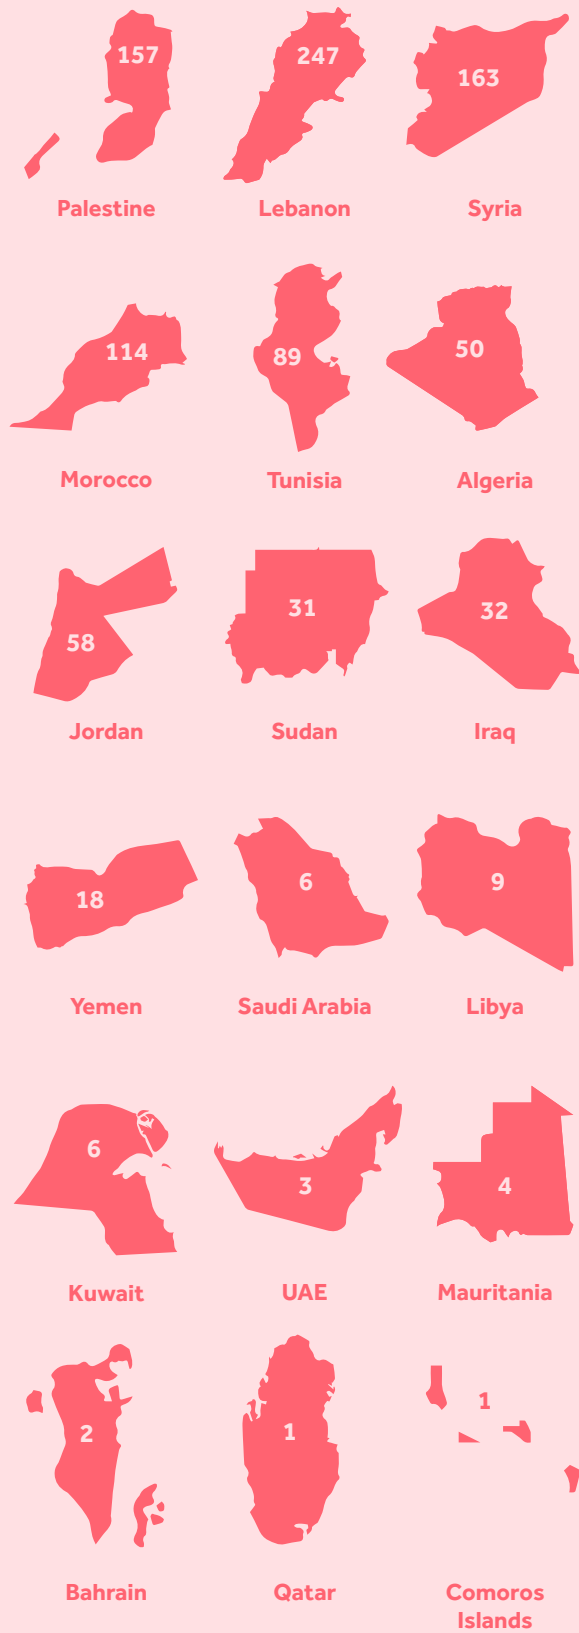 157
247
163
Palestine
Lebanon
Syria
114
89
50
Morocco
Tunisia
Algeria
58
31
32
Jordan
Sudan
Iraq
18
6
9
Yemen
Saudi Arabia
Libya
6
3
4
Kuwait
UAE
Mauritania
2
1
1
Bahrain
Qatar
Comoros
Islands